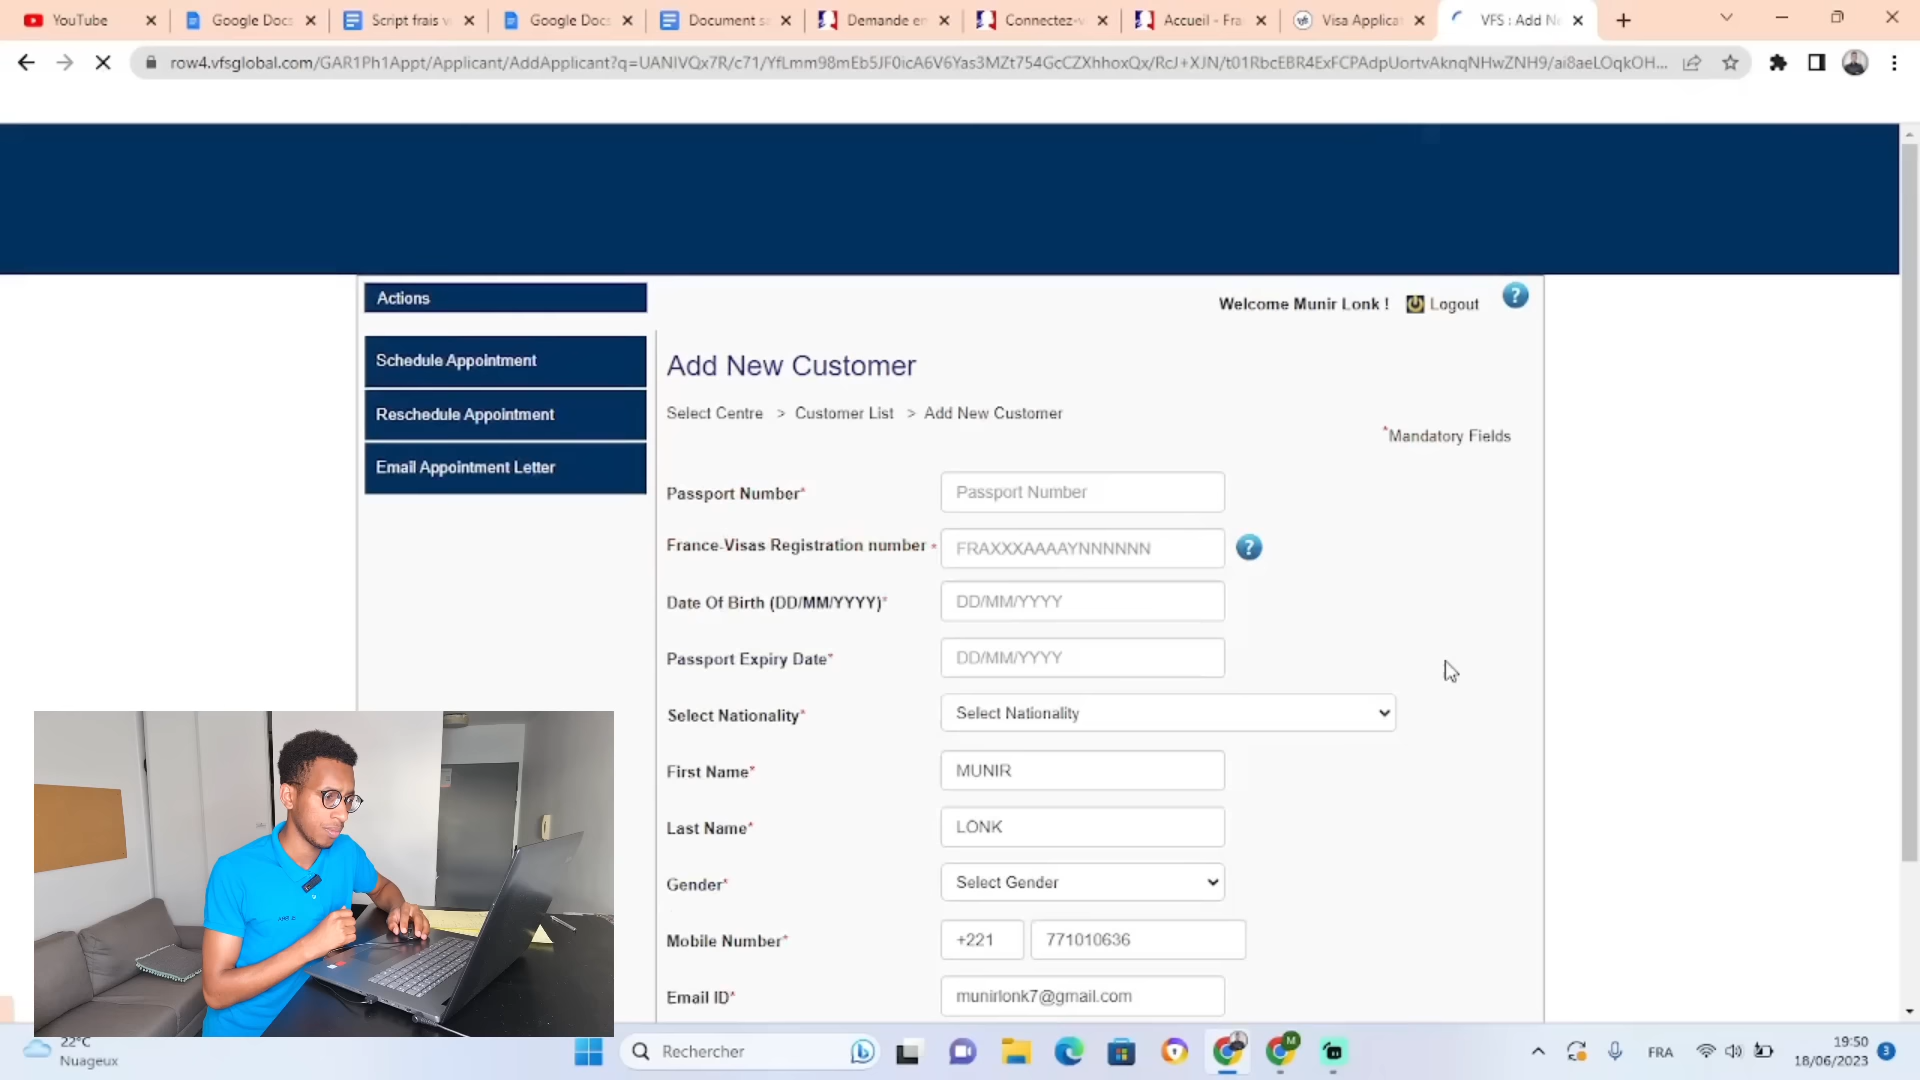 YouTube
Google Docs
Script frais v
Google Docs
Document sa
Demande en
Connectez-v
Accueil - Fra
Visa Applica
VFS : Add Ne
row4.vfsglobal.com/GAR1Ph1Appt/Applicant/AddApplicant?q=UANIVQx7R/c71/YfLmm98mEb5JF0icA6V6Yas3MZt754GcCZXhhoxQx/RcJ+XJN/t01RbcEBR4ExFCPAdpUortvAknqNHwZNH9/ai8aeLOqkOH...
Actions
Welcome Munir Lonk !
Logout
?
Schedule Appointment
Reschedule Appointment
Email Appointment Letter
Add New Customer
Select Centre > Customer List > Add New Customer
*Mandatory Fields
Passport Number*
Passport Number
France-Visas Registration number *
FRAXXXAAAAYNNNNNN
?
Date Of Birth (DD/MM/YYYY)*
DD/MM/YYYY
Passport Expiry Date*
DD/MM/YYYY
Select Nationality*
Select Nationality
First Name*
MUNIR
Last Name*
LONK
Gender*
Select Gender
Mobile Number*
+221
771010636
Email ID*
munirlonk7@gmail.com
22°C
Nuageux
Rechercher
M
FRA
19:50
18/06/2023
3